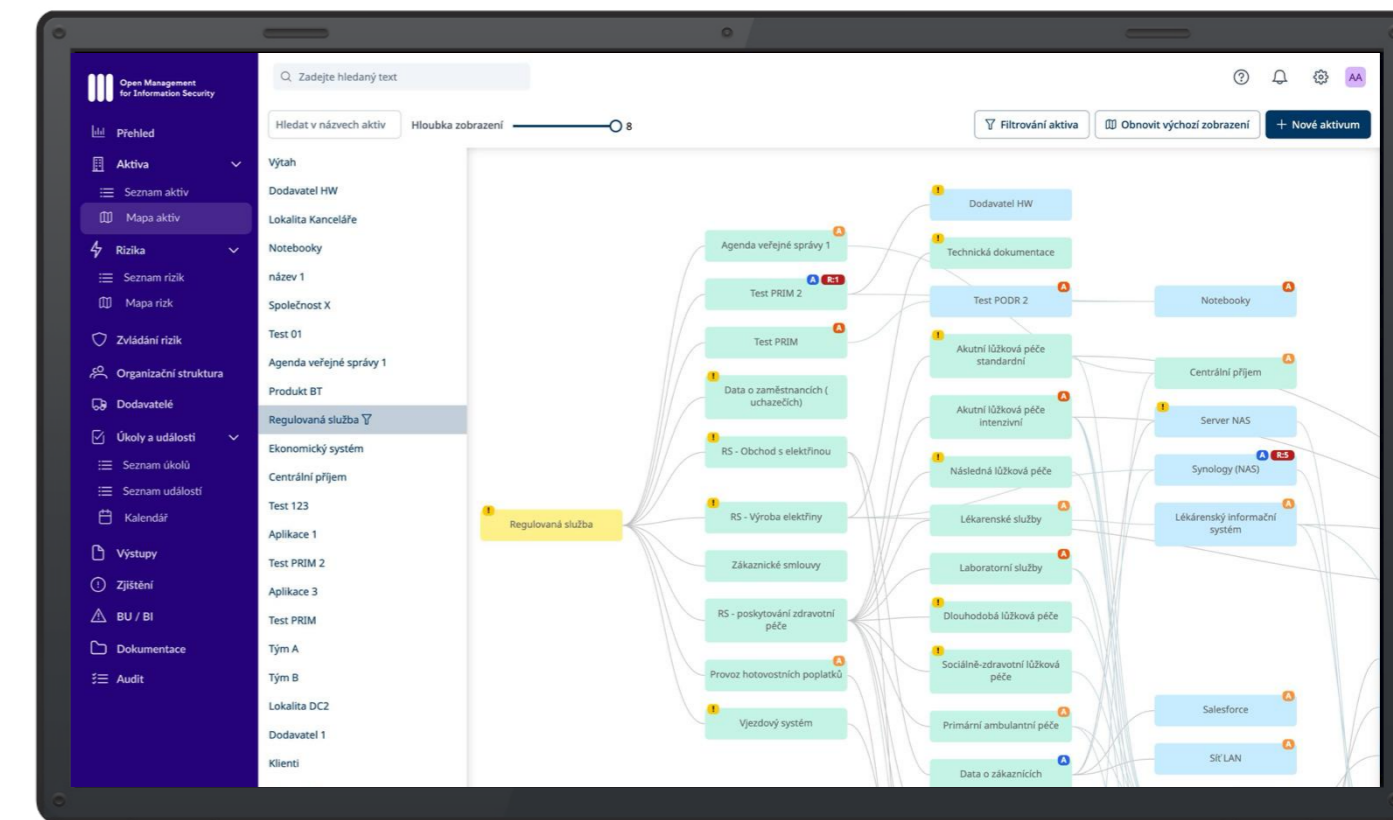 Open Management
for Information Security
Přehled
Aktiva
Seznam aktiv
Mapa aktiv
Rizika
Seznam rizik
Mapa rizk
Zvládání rizik
Organizační struktura
Dodavatelé
Úkoly a události
Seznam úkolů
Seznam událostí
Kalendář
Výstupy
Zjištění
BU / BI
Dokumentace
Audit
Zadejte hledaný text
AA
Hledat v názvech aktiv
Hloubka zobrazení
8
Filtrování aktiva
Obnovit výchozí zobrazení
+ Nové aktivum
Výtah
Dodavatel HW
Lokalita Kanceláře
Notebooky
název 1
Společnost X
Test 01
Agenda veřejné správy 1
Produkt BT
Regulovaná služba
Ekonomický systém
Centrální příjem
Test 123
Aplikace 1
Test PRIM 2
Aplikace 3
Test PRIM
Tým A
Tým B
Lokalita DC2
Dodavatel 1
Klienti
!
Regulovaná služba
A
Agenda veřejné správy 1
A R:1
Test PRIM 2
A
Test PRIM
!
Data o zaměstnancích (
uchazečích)
!
RS - Obchod s elektřinou
!
RS - Výroba elektřiny
Zákaznické smlouvy
RS - poskytování zdravotní
péče
A
Provoz hotovostních poplatků
!
Vjezdový systém
!
Dodavatel HW
!
Technická dokumentace
A
Test PODR 2
!
Akutní lůžková péče
standardní
A
Akutní lůžková péče
intenzivní
!
Následná lůžková péče
A
Lékarenské služby
A
Laboratorní služby
!
Dlouhodobá lůžková péče
!
Sociálně-zdravotní lůžková
péče
A
Primární ambulantní péče
A
Data o zákaznících
A
Notebooky
A
Centrální příjem
!
Server NAS
A R:5
Synology (NAS)
A
Lékárenský informační
systém
A
Salesforce
A
Síť LAN